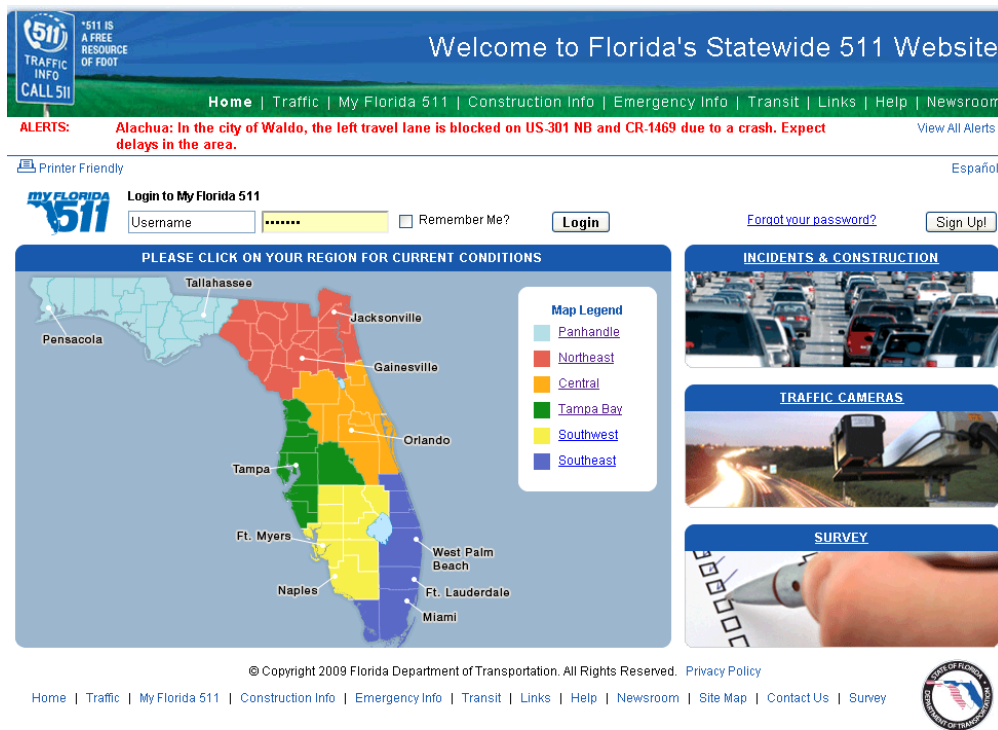 511
TRAFFIC
INFO
CALL 511
*511 IS
A FREE
RESOURCE
OF FDOT
Welcome to Florida's Statewide 511 Website
Home | Traffic | My Florida 511 | Construction Info | Emergency Info | Transit | Links | Help | Newsroom
ALERTS:
Alachua: In the city of Waldo, the left travel lane is blocked on US-301 NB and CR-1469 due to a crash. Expect
delays in the area.
View All Alerts
Printer Friendly
Español
MY FLORIDA
511
Login to My Florida 511
Username
Remember Me?
Login
Forgot your password?
Sign Up!
PLEASE CLICK ON YOUR REGION FOR CURRENT CONDITIONS
Tallahassee
Pensacola
Jacksonville
Gainesville
Orlando
Tampa
Ft. Myers
Naples
West Palm
Beach
Ft. Lauderdale
Miami
Map Legend
Panhandle
Northeast
Central
Tampa Bay
Southwest
Southeast
INCIDENTS & CONSTRUCTION
TRAFFIC CAMERAS
SURVEY
© Copyright 2009 Florida Department of Transportation. All Rights Reserved. Privacy Policy
Home | Traffic | My Florida 511 | Construction Info | Emergency Info | Transit | Links | Help | Newsroom | Site Map | Contact Us | Survey
STATE OF FLORIDA
DEPARTMENT OF TRANSPORTATION